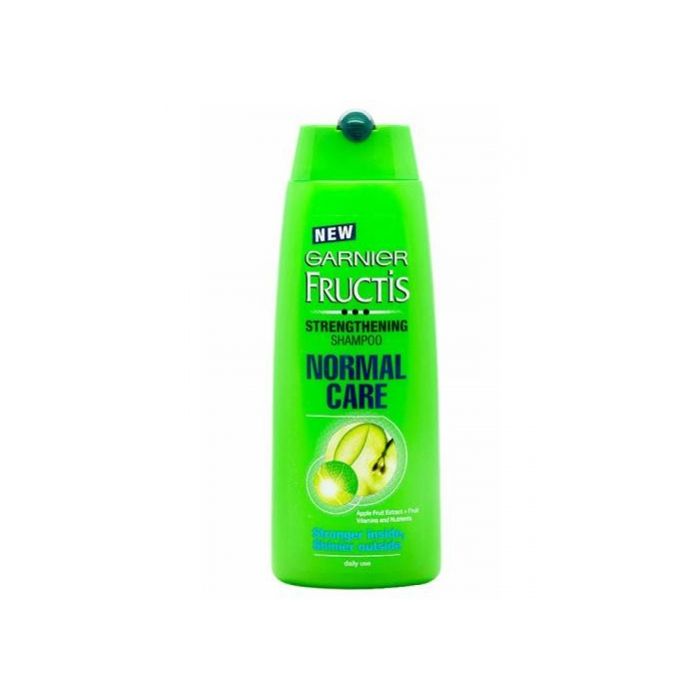 NEW
GARNIER
FRUCTIS
STRENGTHENING
SHAMPOO
NORMAL
CARE
Apple Fruit Extract + Fruit
Vitamins and Nutrients
Stronger inside,
Shinier outside
daily use